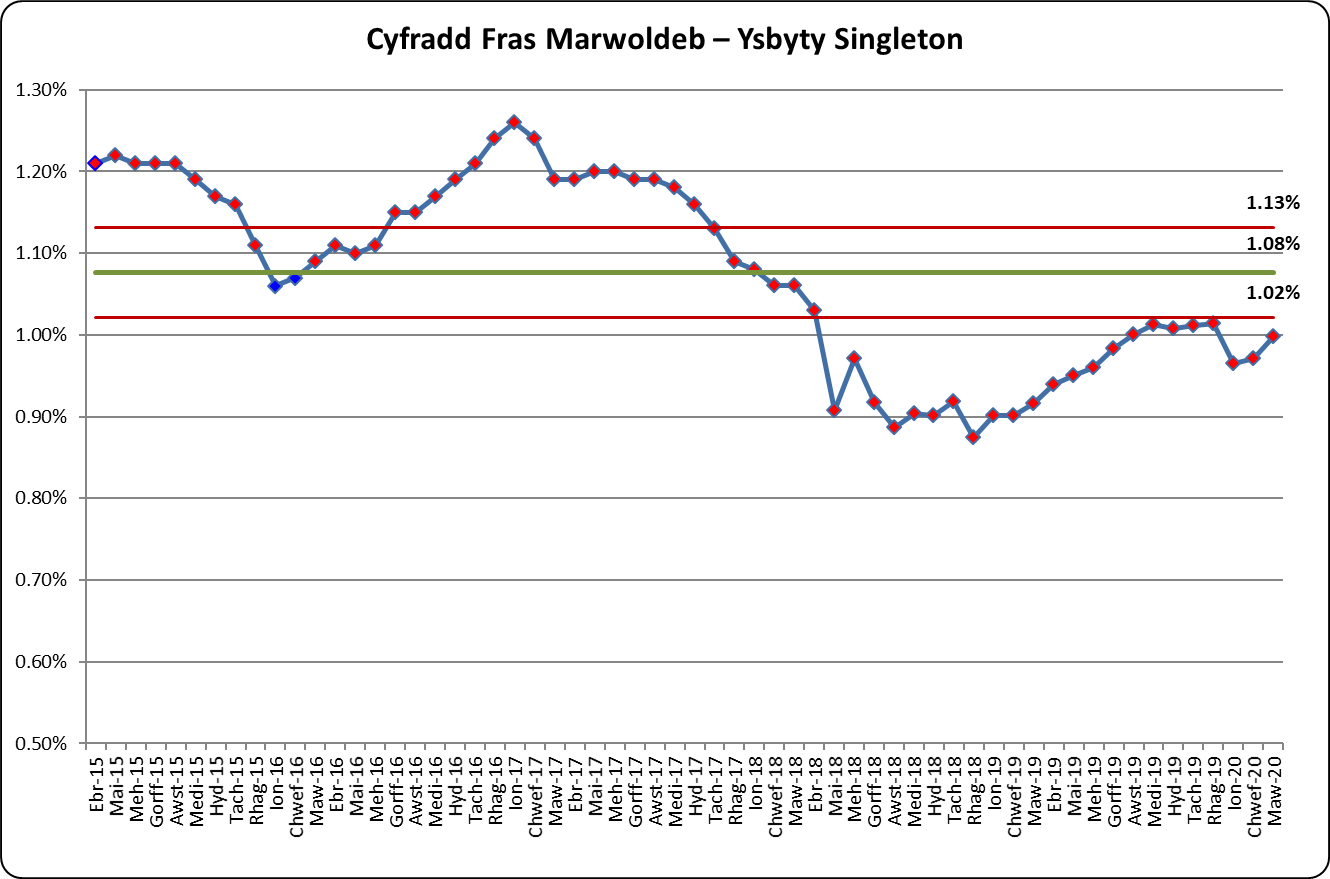 Cyfradd Fras Marwoldeb – Ysbyty Singleton
1.30%
1.20%
1.10%
1.00%
0.90%
0.80%
0.70%
0.60%
0.50%
1.13%
1.08%
1.02%
Ebr-15
Mai-15
Meh-15
Gorff-15
Awst-15
Medi-15
Hyd-15
Tach-15
Rhag-15
Ion-16
Chwef-16
Maw-16
Ebr-16
Mai-16
Meh-16
Gorff-16
Awst-16
Medi-16
Hyd-16
Tach-16
Rhag-16
Ion-17
Chwef-17
Maw-17
Ebr-17
Mai-17
Meh-17
Gorff-17
Awst-17
Medi-17
Hyd-17
Tach-17
Rhag-17
Ion-18
Chwef-18
Maw-18
Ebr-18
Mai-18
Meh-18
Gorff-18
Awst-18
Medi-18
Hyd-18
Tach-18
Rhag-18
Ion-19
Chwef-19
Maw-19
Ebr-19
Mai-19
Meh-19
Gorff-19
Awst-19
Medi-19
Hyd-19
Tach-19
Rhag-19
Ion-20
Chwef-20
Maw-20